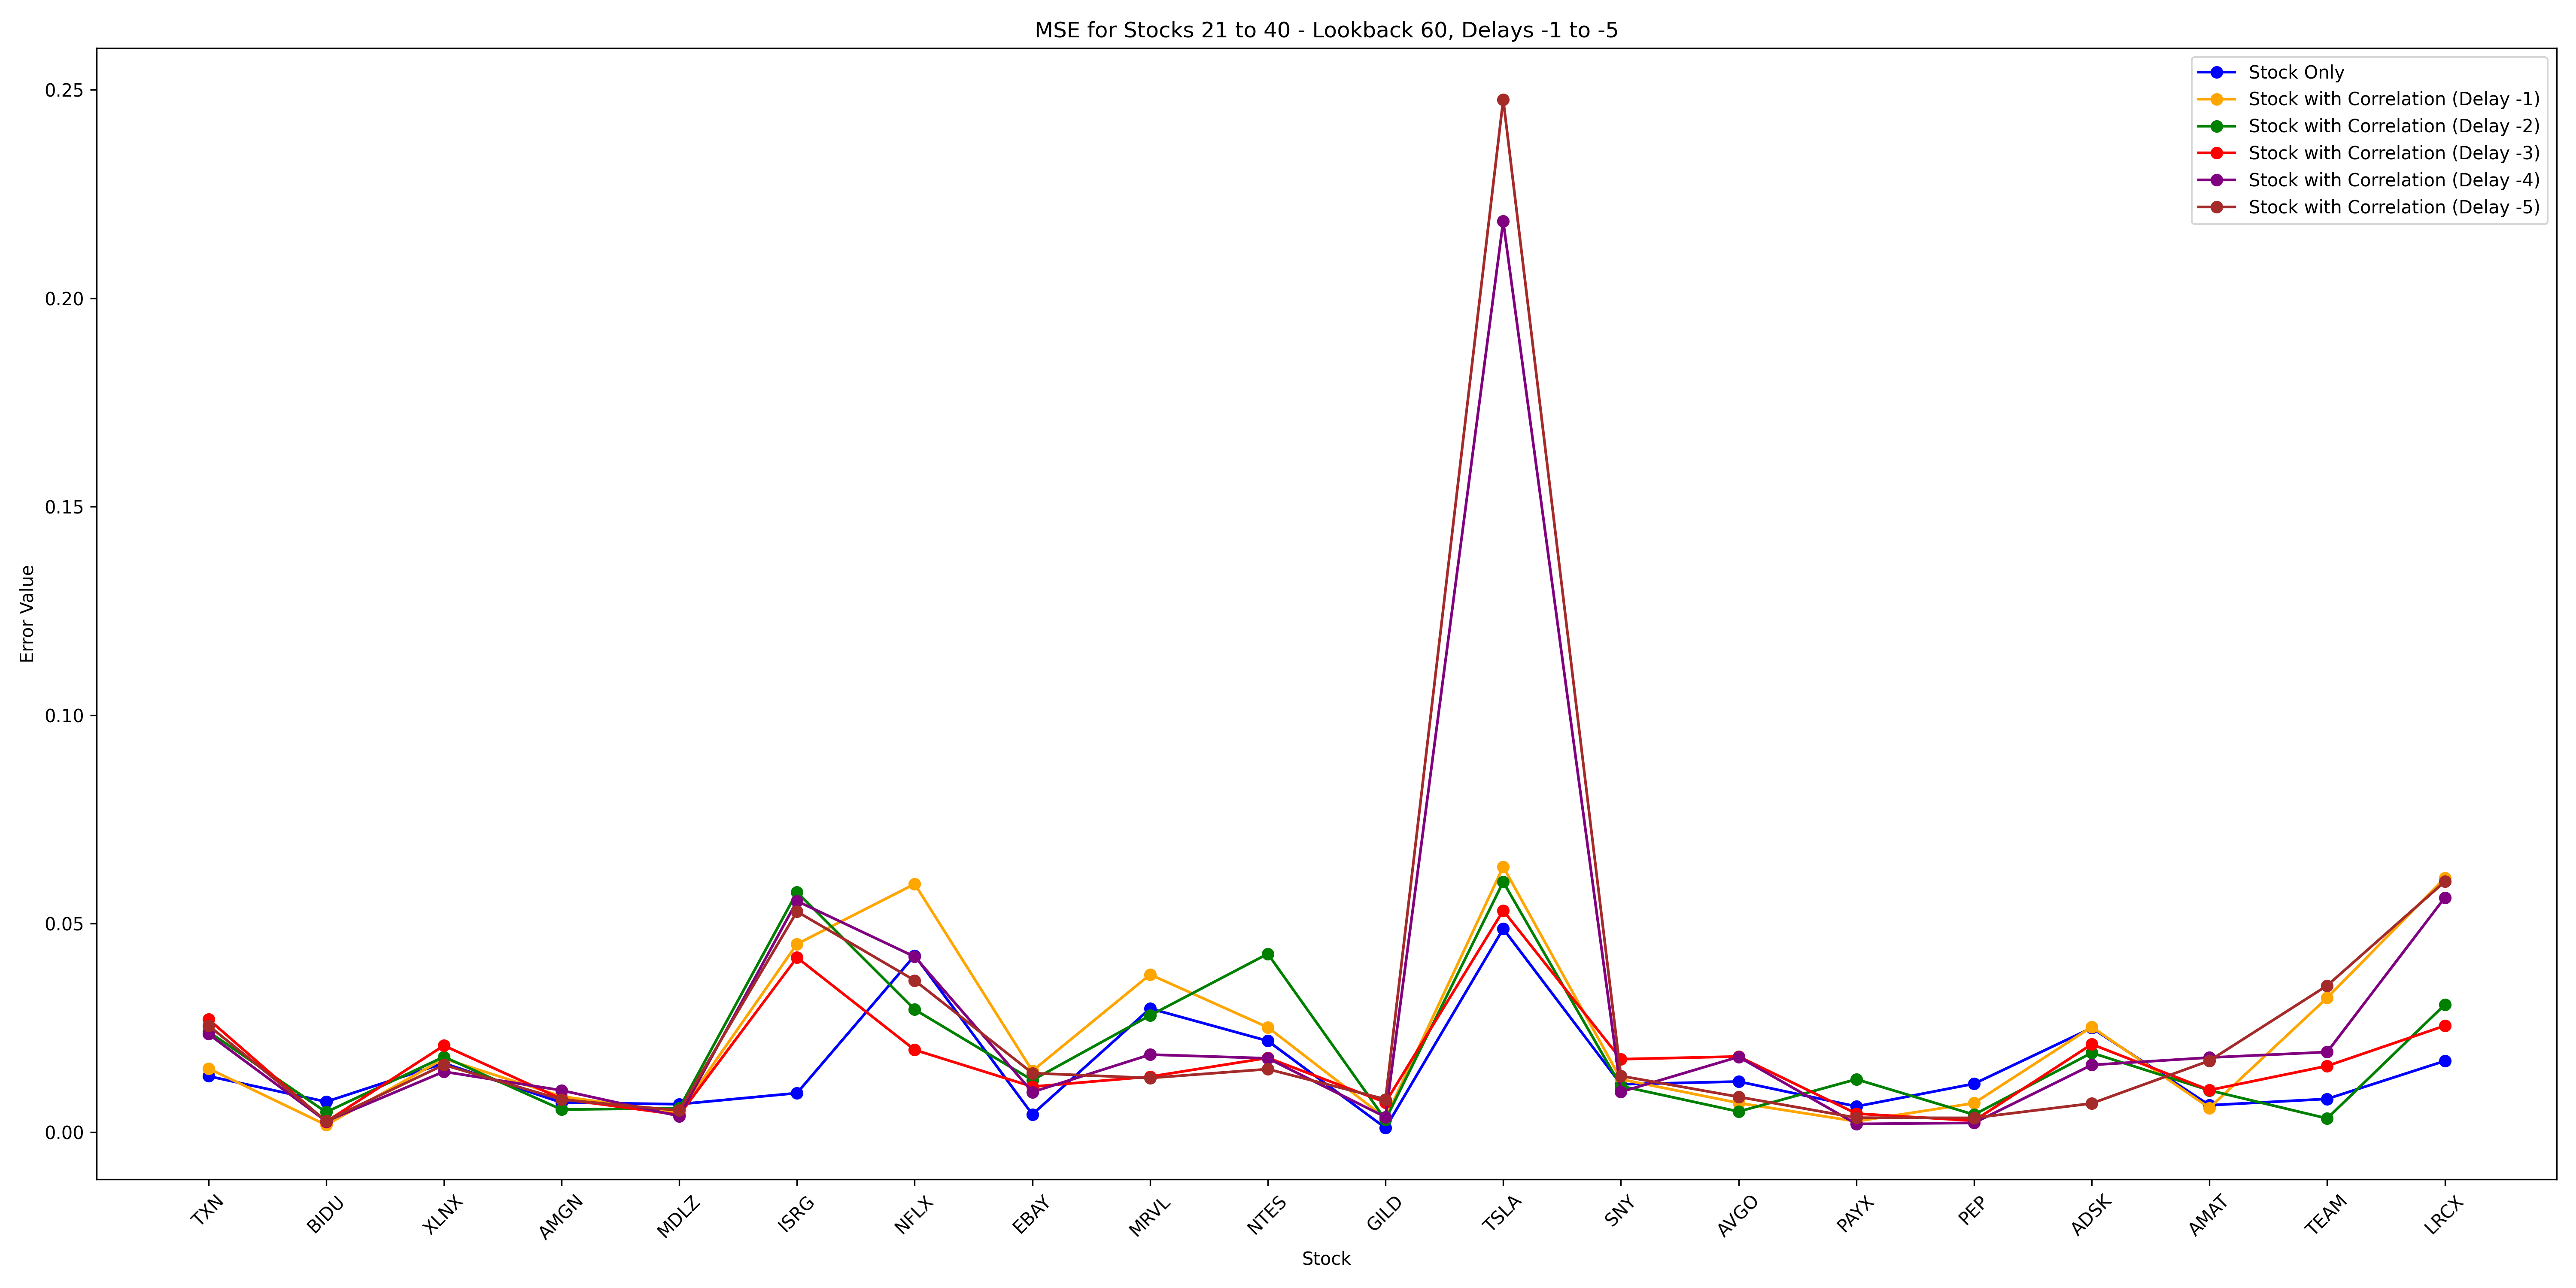 MSE for Stocks 21 to 40 - Lookback 60, Delays -1 to -5
Stock Only
Stock with Correlation (Delay -1)
Stock with Correlation (Delay -2)
Stock with Correlation (Delay -3)
Stock with Correlation (Delay -4)
Stock with Correlation (Delay -5)
Error Value
0.25
0.20
0.15
0.10
0.05
0.00
TXN
BIDU
XLNX
AMGN
MDLZ
ISRG
NFLX
EBAY
MRVL
NTES
GILD
TSLA
SNY
AVGO
PAYX
PEP
ADSK
AMAT
TEAM
LRCX
Stock